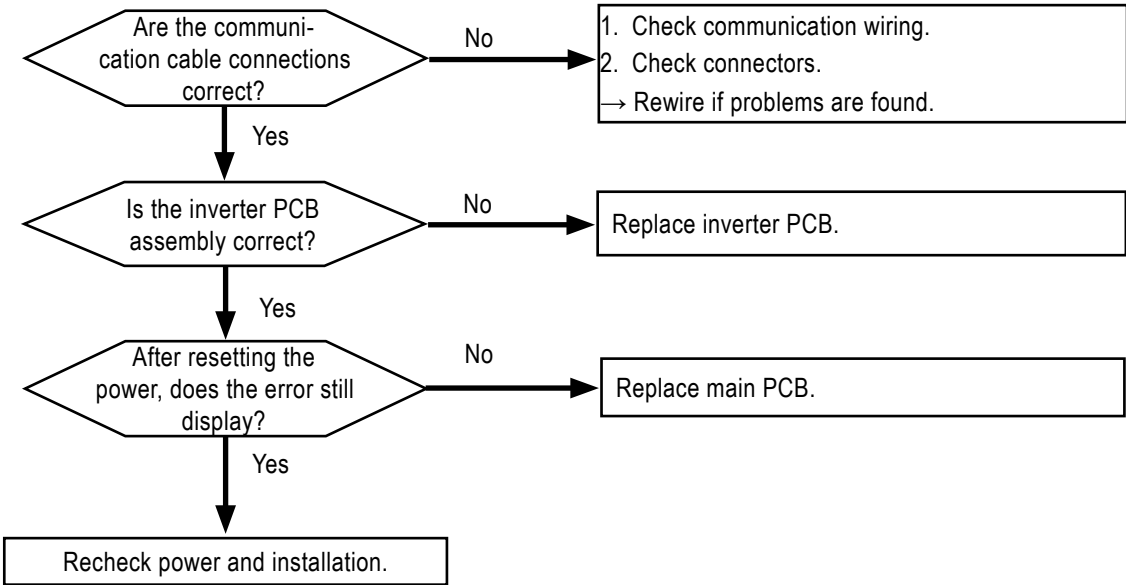 Are the communi-
cation cable connections
correct?
No
1. Check communication wiring.
2. Check connectors.
→ Rewire if problems are found.
Yes
Is the inverter PCB
assembly correct?
No
Replace inverter PCB.
Yes
After resetting the
power, does the error still
display?
No
Replace main PCB.
Yes
Recheck power and installation.